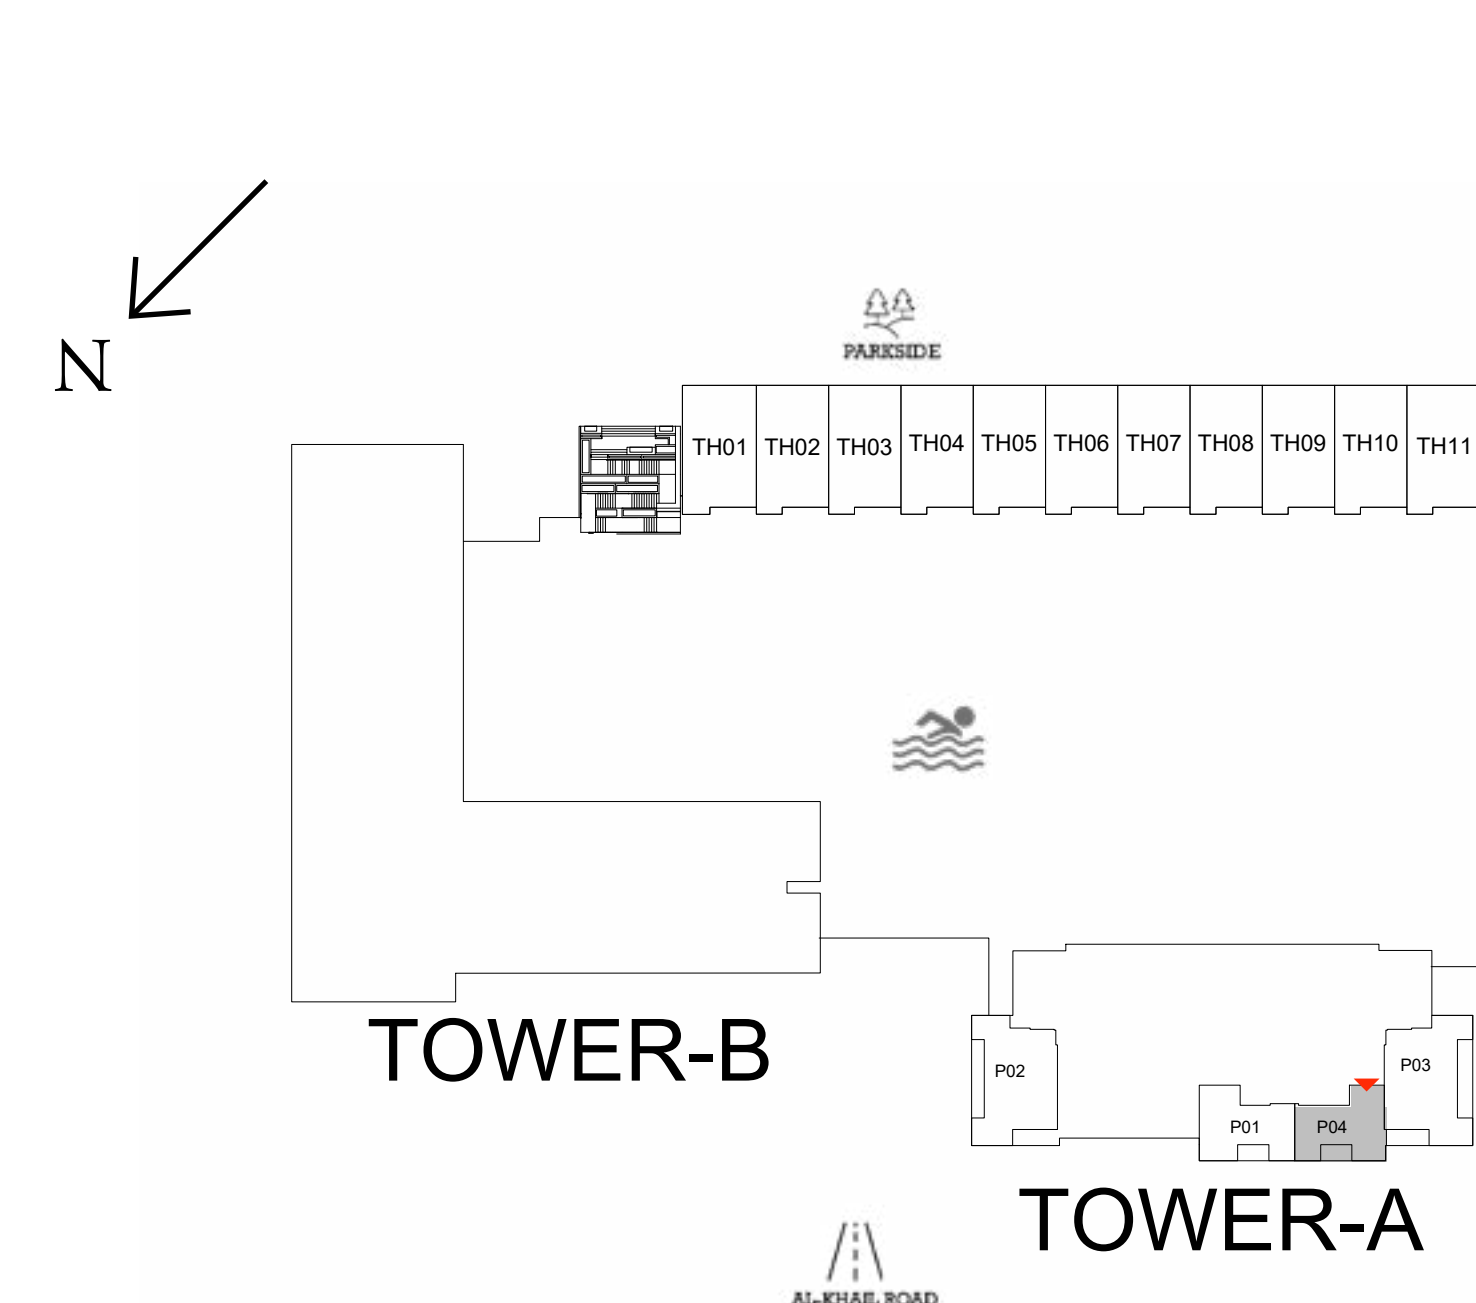 N
PARKSIDE
TH01 TH02 TH03 TH04 TH05 TH06 TH07 TH08 TH09 TH10 TH11
TOWER-B
P02
P03
P01
P04
TOWER-A
AL-KHAIL ROAD